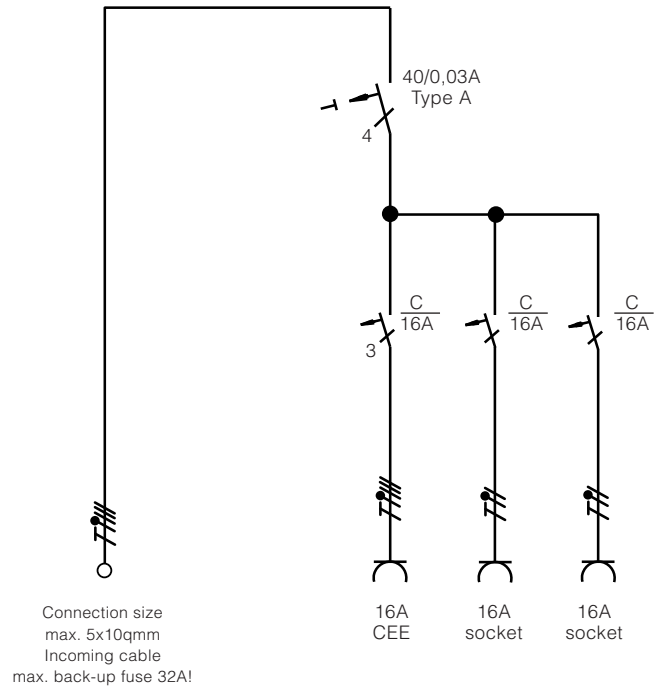 40/0,03A
Type A
4
C
16A
C
16A
C
16A
3
Connection size
max. 5x10qmm
Incoming cable
max. back-up fuse 32A!
16A
CEE
16A
socket
16A
socket